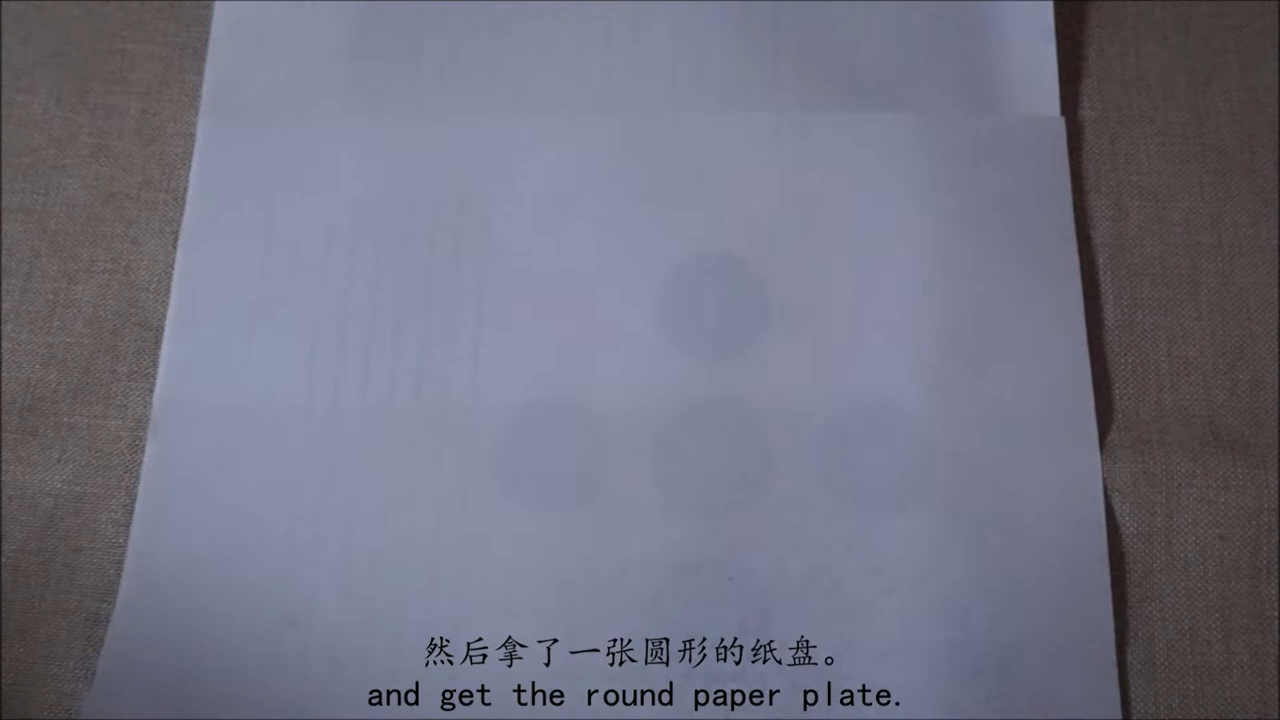 然后拿了一张圆形的纸盘。
and get the round paper plate.